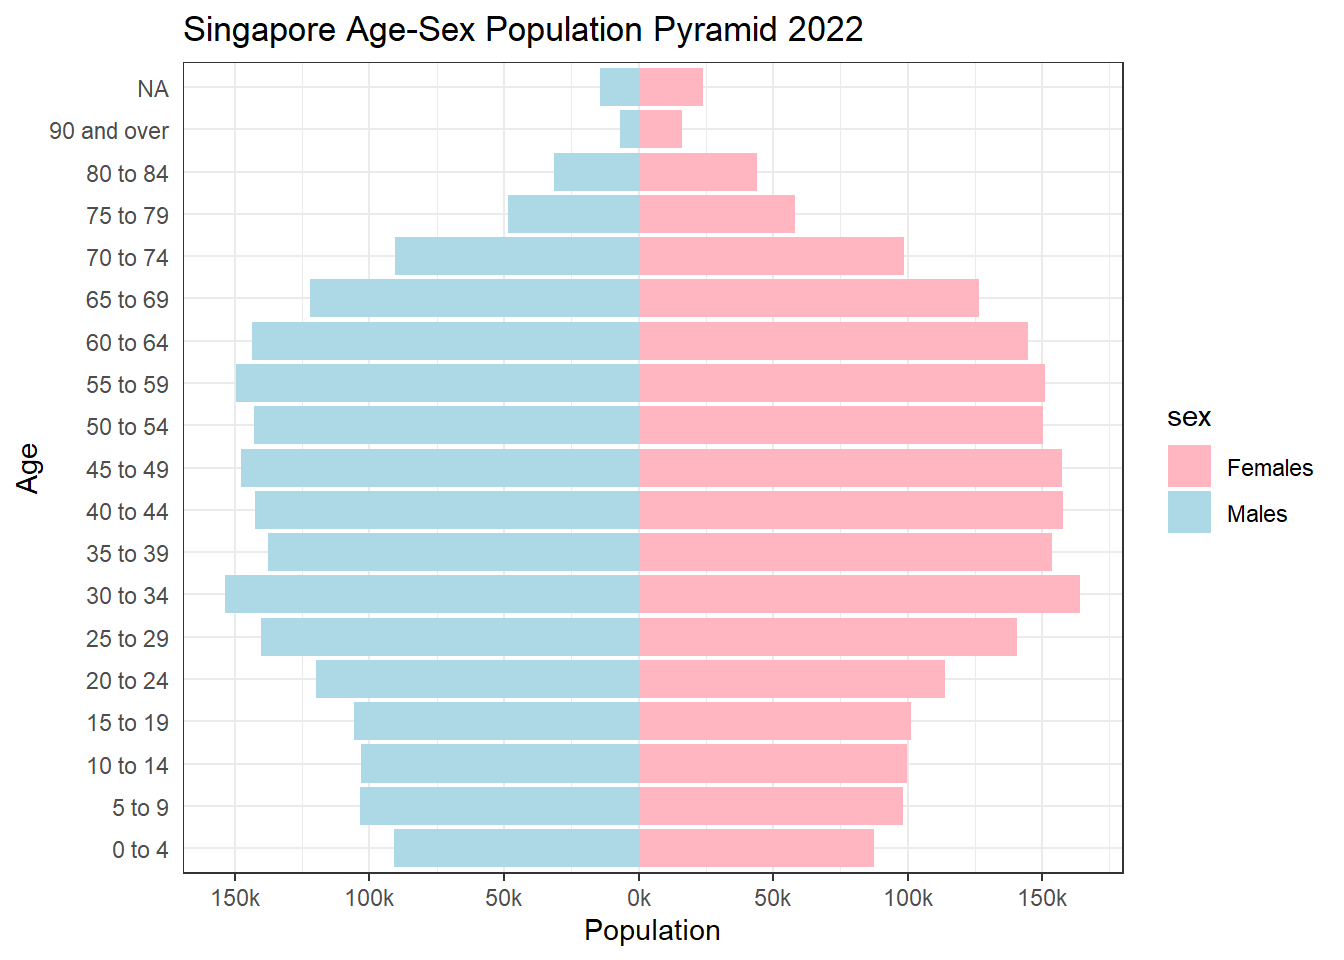 Singapore Age-Sex Population Pyramid 2022
NA
90 and over
80 to 84
75 to 79
70 to 74
65 to 69
60 to 64
55 to 59
50 to 54
45 to 49
40 to 44
35 to 39
30 to 34
25 to 29
20 to 24
15 to 19
10 to 14
5 to 9
0 to 4
Age
150k 100k 50k 0k 50k 100k 150k
Population
sex
Females
Males